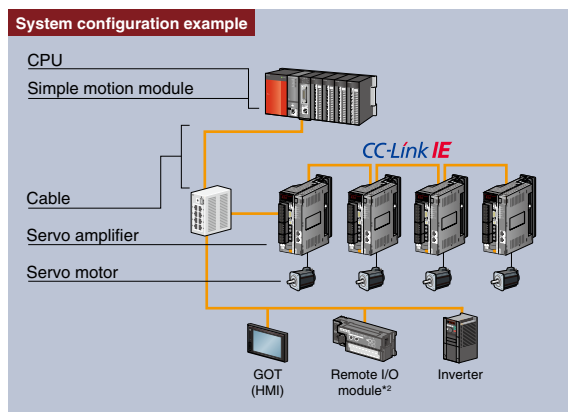 System configuration example
CPU
Simple motion module
CC-Link IE
Cable
Servo amplifier
Servo motor
GOT
(HMI)
Remote I/O
module*2
Inverter